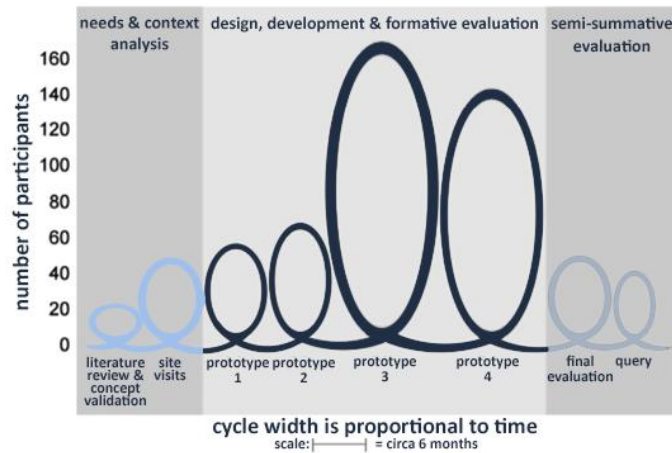 needs & context
analysis
design, development & formative evaluation
semi-summative
evaluation
number of participants
160
140
120
160
80
60
40
20
0
literature
review &
concept
validation
site
visits
prototype
1
prototype
2
prototype
3
prototype
4
final
evaluation
query
cycle width is proportional to time
scale: = circa 6 months